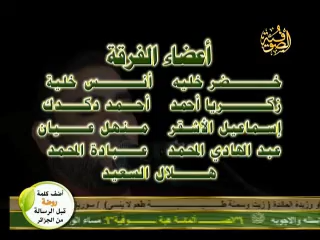 الصوفية
أعضاء الفرقة
خضر خليه    أنس خلية
زكريا أحمد    أحمد دكدك
إسماعيل الأشقر    منهل عيان
عبد الهادي المحمد    عبادة المحمد
هلال السعيد
أضف كلمة
روضة
قبل الرسالة
من الجزائر